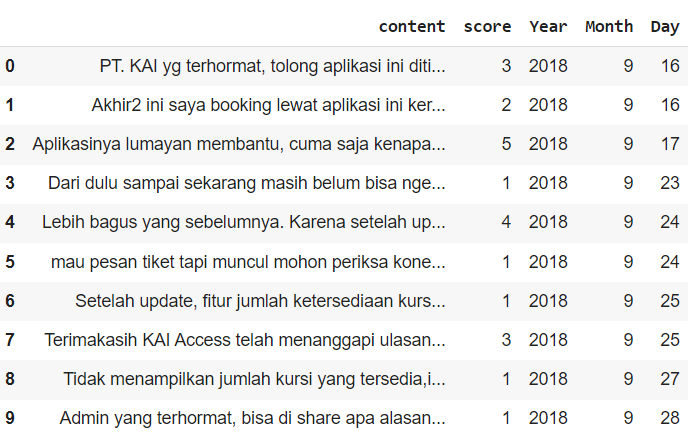 content score Year Month Day
0 PT. KAI yg terhormat, tolong aplikasi ini diti... 3 2018 9 16
1 Akhir2 ini saya booking lewat aplikasi ini ker... 2 2018 9 16
2 Aplikasinya lumayan membantu, cuma saja kenapa... 5 2018 9 17
3 Dari dulu sampai sekarang masih belum bisa nge... 1 2018 9 23
4 Lebih bagus yang sebelumnya. Karena setelah up... 4 2018 9 24
5 mau pesan tiket tapi muncul mohon periksa kone... 1 2018 9 24
6 Setelah update, fitur jumlah ketersediaan kurs... 1 2018 9 25
7 Terimakasih KAI Access telah menanggapi ulasan... 3 2018 9 25
8 Tidak menampilkan jumlah kursi yang tersedia,i... 1 2018 9 27
9 Admin yang terhormat, bisa di share apa alasan... 1 2018 9 28